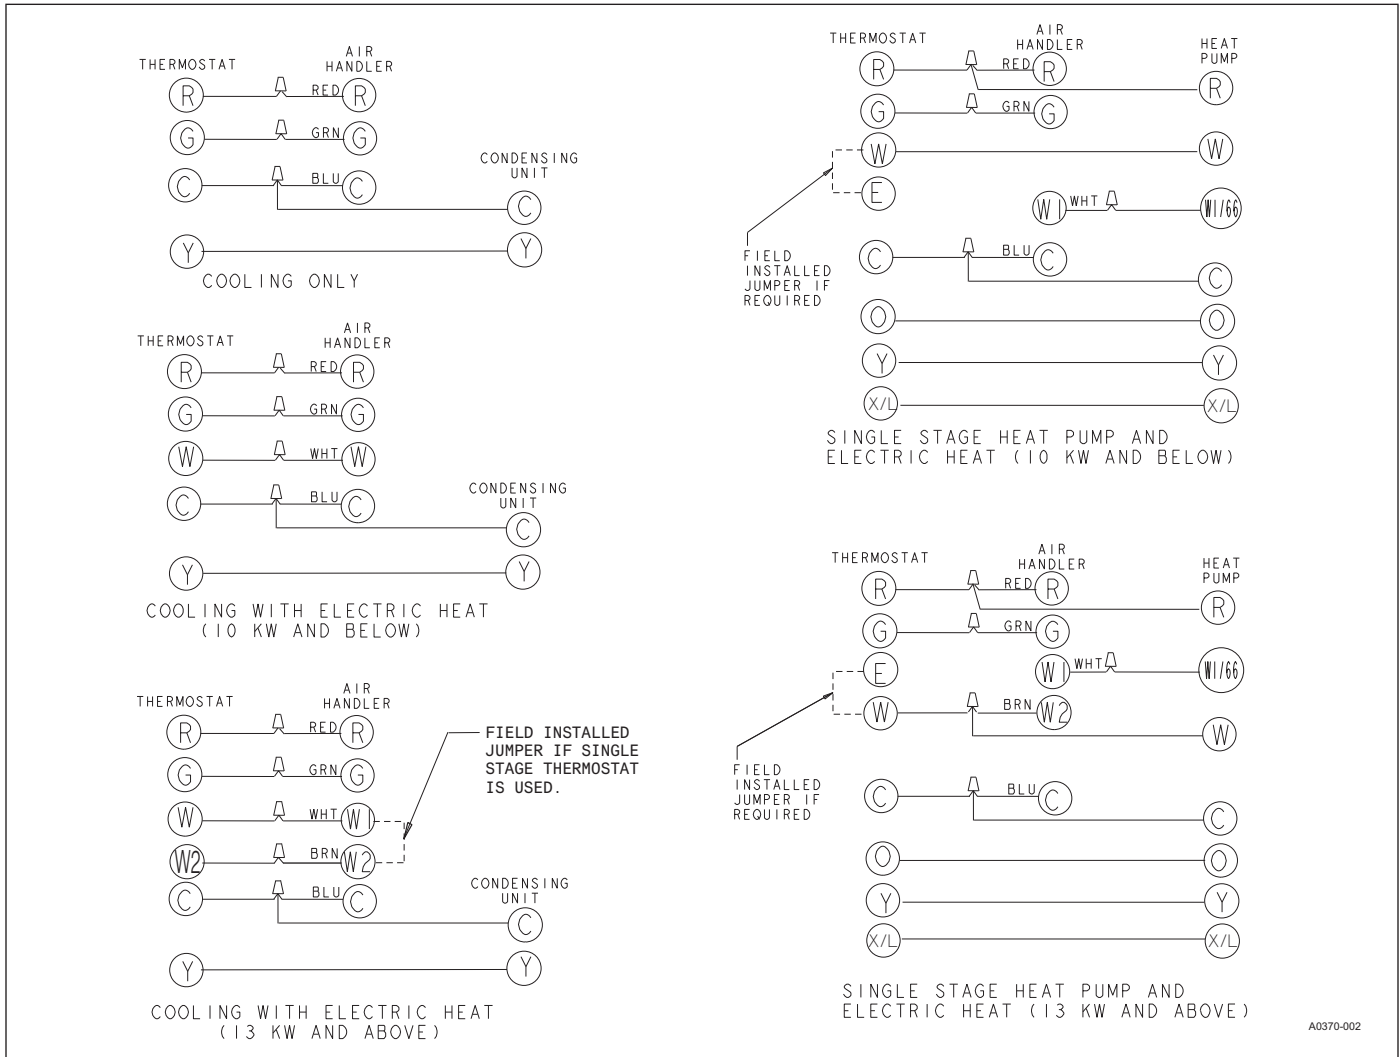 THERMOSTAT
AIR
HANDLER
R RED R
G GRN G
C BLU C
CONDENSING
UNIT
C
Y Y
COOLING ONLY
THERMOSTAT
AIR
HANDLER
R RED R
G GRN G
W WHT W
C BLU C
CONDENSING
UNIT
C
Y Y
COOLING WITH ELECTRIC HEAT
(10 KW AND BELOW)
THERMOSTAT
AIR
HANDLER
R RED R
G GRN G
W WHT W1
W2 BRN W2
C BLU C
FIELD INSTALLED
JUMPER IF SINGLE
STAGE THERMOSTAT
IS USED.
CONDENSING
UNIT
C
Y Y
COOLING WITH ELECTRIC HEAT
(13 KW AND ABOVE)
THERMOSTAT
AIR
HANDLER
HEAT
PUMP
R RED R
R
G GRN G
W W
E
W1 WHT W1/66
FIELD
INSTALLED
JUMPER IF
REQUIRED
C BLU C
C
O O
Y Y
X/L X/L
SINGLE STAGE HEAT PUMP AND
ELECTRIC HEAT (10 KW AND BELOW)
THERMOSTAT
AIR
HANDLER
HEAT
PUMP
R RED R
R
G GRN G
E W1 WHT W1/66
W BRN W2
W
FIELD
INSTALLED
JUMPER IF
REQUIRED
C BLU C
C
O O
Y Y
X/L X/L
SINGLE STAGE HEAT PUMP AND
ELECTRIC HEAT (13 KW AND ABOVE)
A0370-002